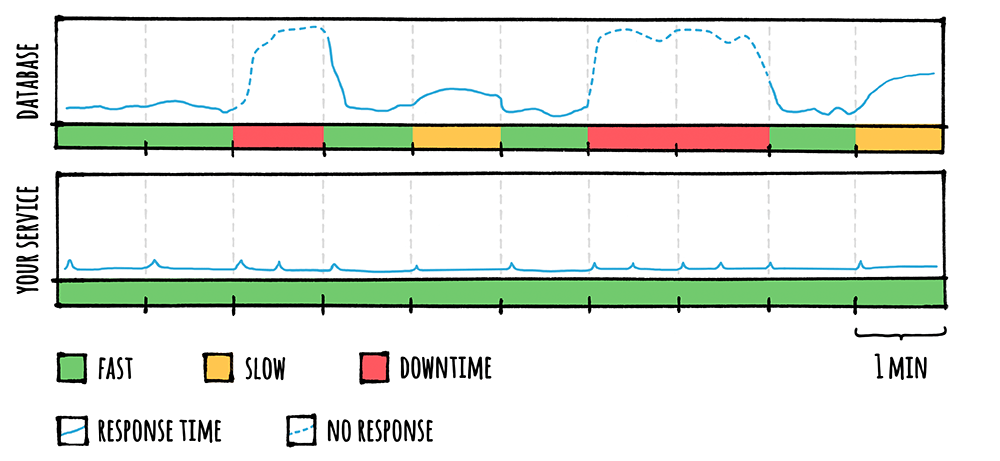 DATABASE
YOUR SERVICE
1 MIN
FAST
SLOW
DOWNTIME
RESPONSE TIME
NO RESPONSE